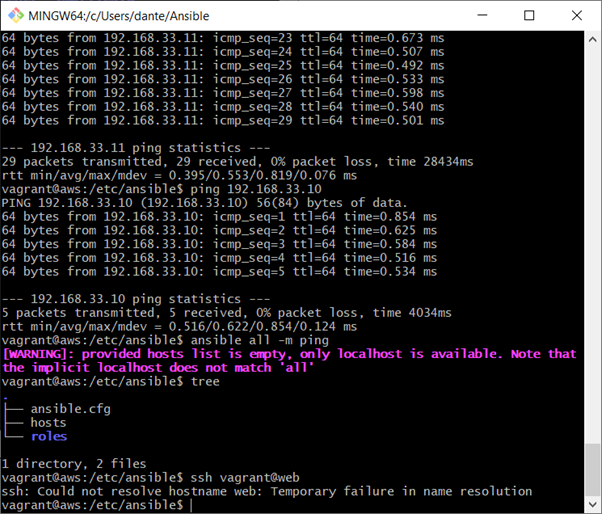 MINGW64:/c/Users/dante/Ansible
64 bytes from 192.168.33.11: icmp_seq=23 ttl=64 time=0.673 ms
64 bytes from 192.168.33.11: icmp_seq=24 ttl=64 time=0.507 ms
64 bytes from 192.168.33.11: icmp_seq=25 ttl=64 time=0.492 ms
64 bytes from 192.168.33.11: icmp_seq=26 ttl=64 time=0.533 ms
64 bytes from 192.168.33.11: icmp_seq=27 ttl=64 time=0.598 ms
64 bytes from 192.168.33.11: icmp_seq=28 ttl=64 time=0.540 ms
64 bytes from 192.168.33.11: icmp_seq=29 ttl=64 time=0.501 ms
--- 192.168.33.11 ping statistics ---
29 packets transmitted, 29 received, 0% packet loss, time 28434ms
rtt min/avg/max/mdev = 0.395/0.553/0.819/0.076 ms
vagrant@aws:/etc/ansible$ ping 192.168.33.10
PING 192.168.33.10 (192.168.33.10) 56(84) bytes of data.
64 bytes from 192.168.33.10: icmp_seq=1 ttl=64 time=0.854 ms
64 bytes from 192.168.33.10: icmp_seq=2 ttl=64 time=0.625 ms
64 bytes from 192.168.33.10: icmp_seq=3 ttl=64 time=0.584 ms
64 bytes from 192.168.33.10: icmp_seq=4 ttl=64 time=0.516 ms
64 bytes from 192.168.33.10: icmp_seq=5 ttl=64 time=0.534 ms
--- 192.168.33.10 ping statistics ---
5 packets transmitted, 5 received, 0% packet loss, time 4034ms
rtt min/avg/max/mdev = 0.516/0.622/0.854/0.124 ms
vagrant@aws:/etc/ansible$ ansible all -m ping
[WARNING]: provided hosts list is empty, only localhost is available. Note that
the implicit localhost does not match 'all'
vagrant@aws:/etc/ansible$ tree
.
├── ansible.cfg
├── hosts
└── roles
1 directory, 2 files
vagrant@aws:/etc/ansible$ ssh vagrant@web
ssh: Could not resolve hostname web: Temporary failure in name resolution
vagrant@aws:/etc/ansible$